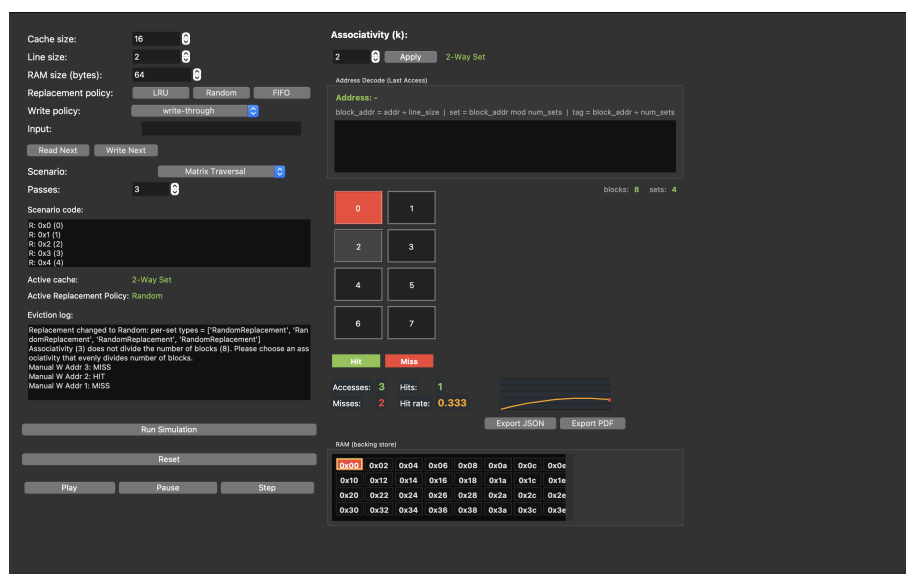 Cache size: 16
Line size: 2
RAM size (bytes): 64
Replacement policy: LRU Random FIFO
Write policy: write-through
Input:
Read Next Write Next
Scenario: Matrix Traversal
Passes: 3
Scenario code:
R: 0x0 (0)
R: 0x1 (1)
R: 0x2 (2)
R: 0x3 (3)
R: 0x4 (4)
Active cache: 2-Way Set
Active Replacement Policy: Random
Eviction log:
Replacement changed to Random: per-set types = ['RandomReplacement', 'Ran
domReplacement', 'RandomReplacement', 'RandomReplacement']
Associativity (3) does not divide the number of blocks (8). Please choose an ass
ociativity that evenly divides number of blocks.
Manual W Addr 3: MISS
Manual W Addr 2: HIT
Manual W Addr 1: MISS
Run Simulation
Reset
Play Pause Step
Associativity (k):
2 Apply 2-Way Set
Address Decode (Last Access)
Address: -
block_addr = addr ÷ line_size | set = block_addr mod num_sets | tag = block_addr ÷ num_sets
blocks: 8 sets: 4
0 1
2 3
4 5
6 7
Hit Miss
Accesses: 3 Hits: 1
Misses: 2 Hit rate: 0.333
Export JSON Export PDF
RAM (backing store)
0x00 0x02 0x04 0x06 0x08 0x0a 0x0c 0x0e
0x10 0x12 0x14 0x16 0x18 0x1a 0x1c 0x1e
0x20 0x22 0x24 0x26 0x28 0x2a 0x2c 0x2e
0x30 0x32 0x34 0x36 0x38 0x3a 0x3c 0x3e